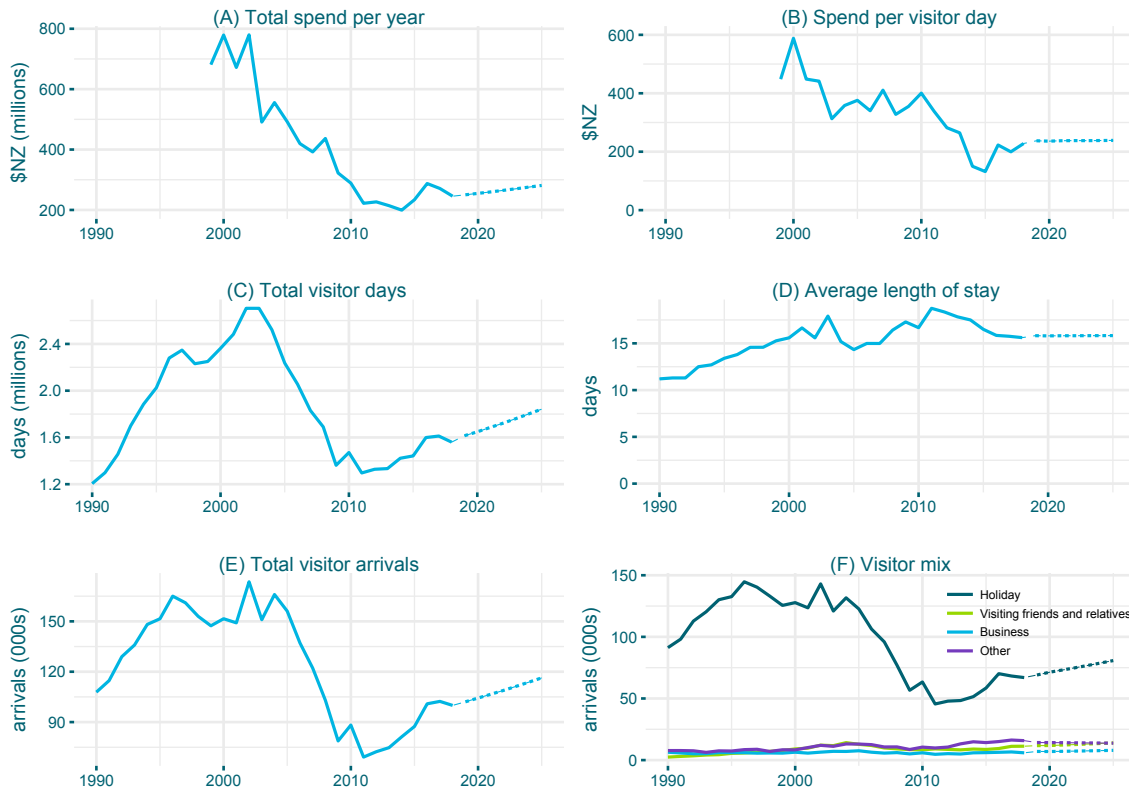 (A) Total spend per year
800
600
400
200
$NZ (millions)
1990 2000 2010 2020
(B) Spend per visitor day
600
400
200
0
$NZ
1990 2000 2010 2020
(C) Total visitor days
2.4
2.0
1.6
1.2
days (millions)
1990 2000 2010 2020
(D) Average length of stay
15
10
5
0
days
1990 2000 2010 2020
(E) Total visitor arrivals
150
120
90
arrivals (000s)
1990 2000 2010 2020
(F) Visitor mix
150
100
50
0
arrivals (000s)
Holiday
Visiting friends and relatives
Business
Other
1990 2000 2010 2020